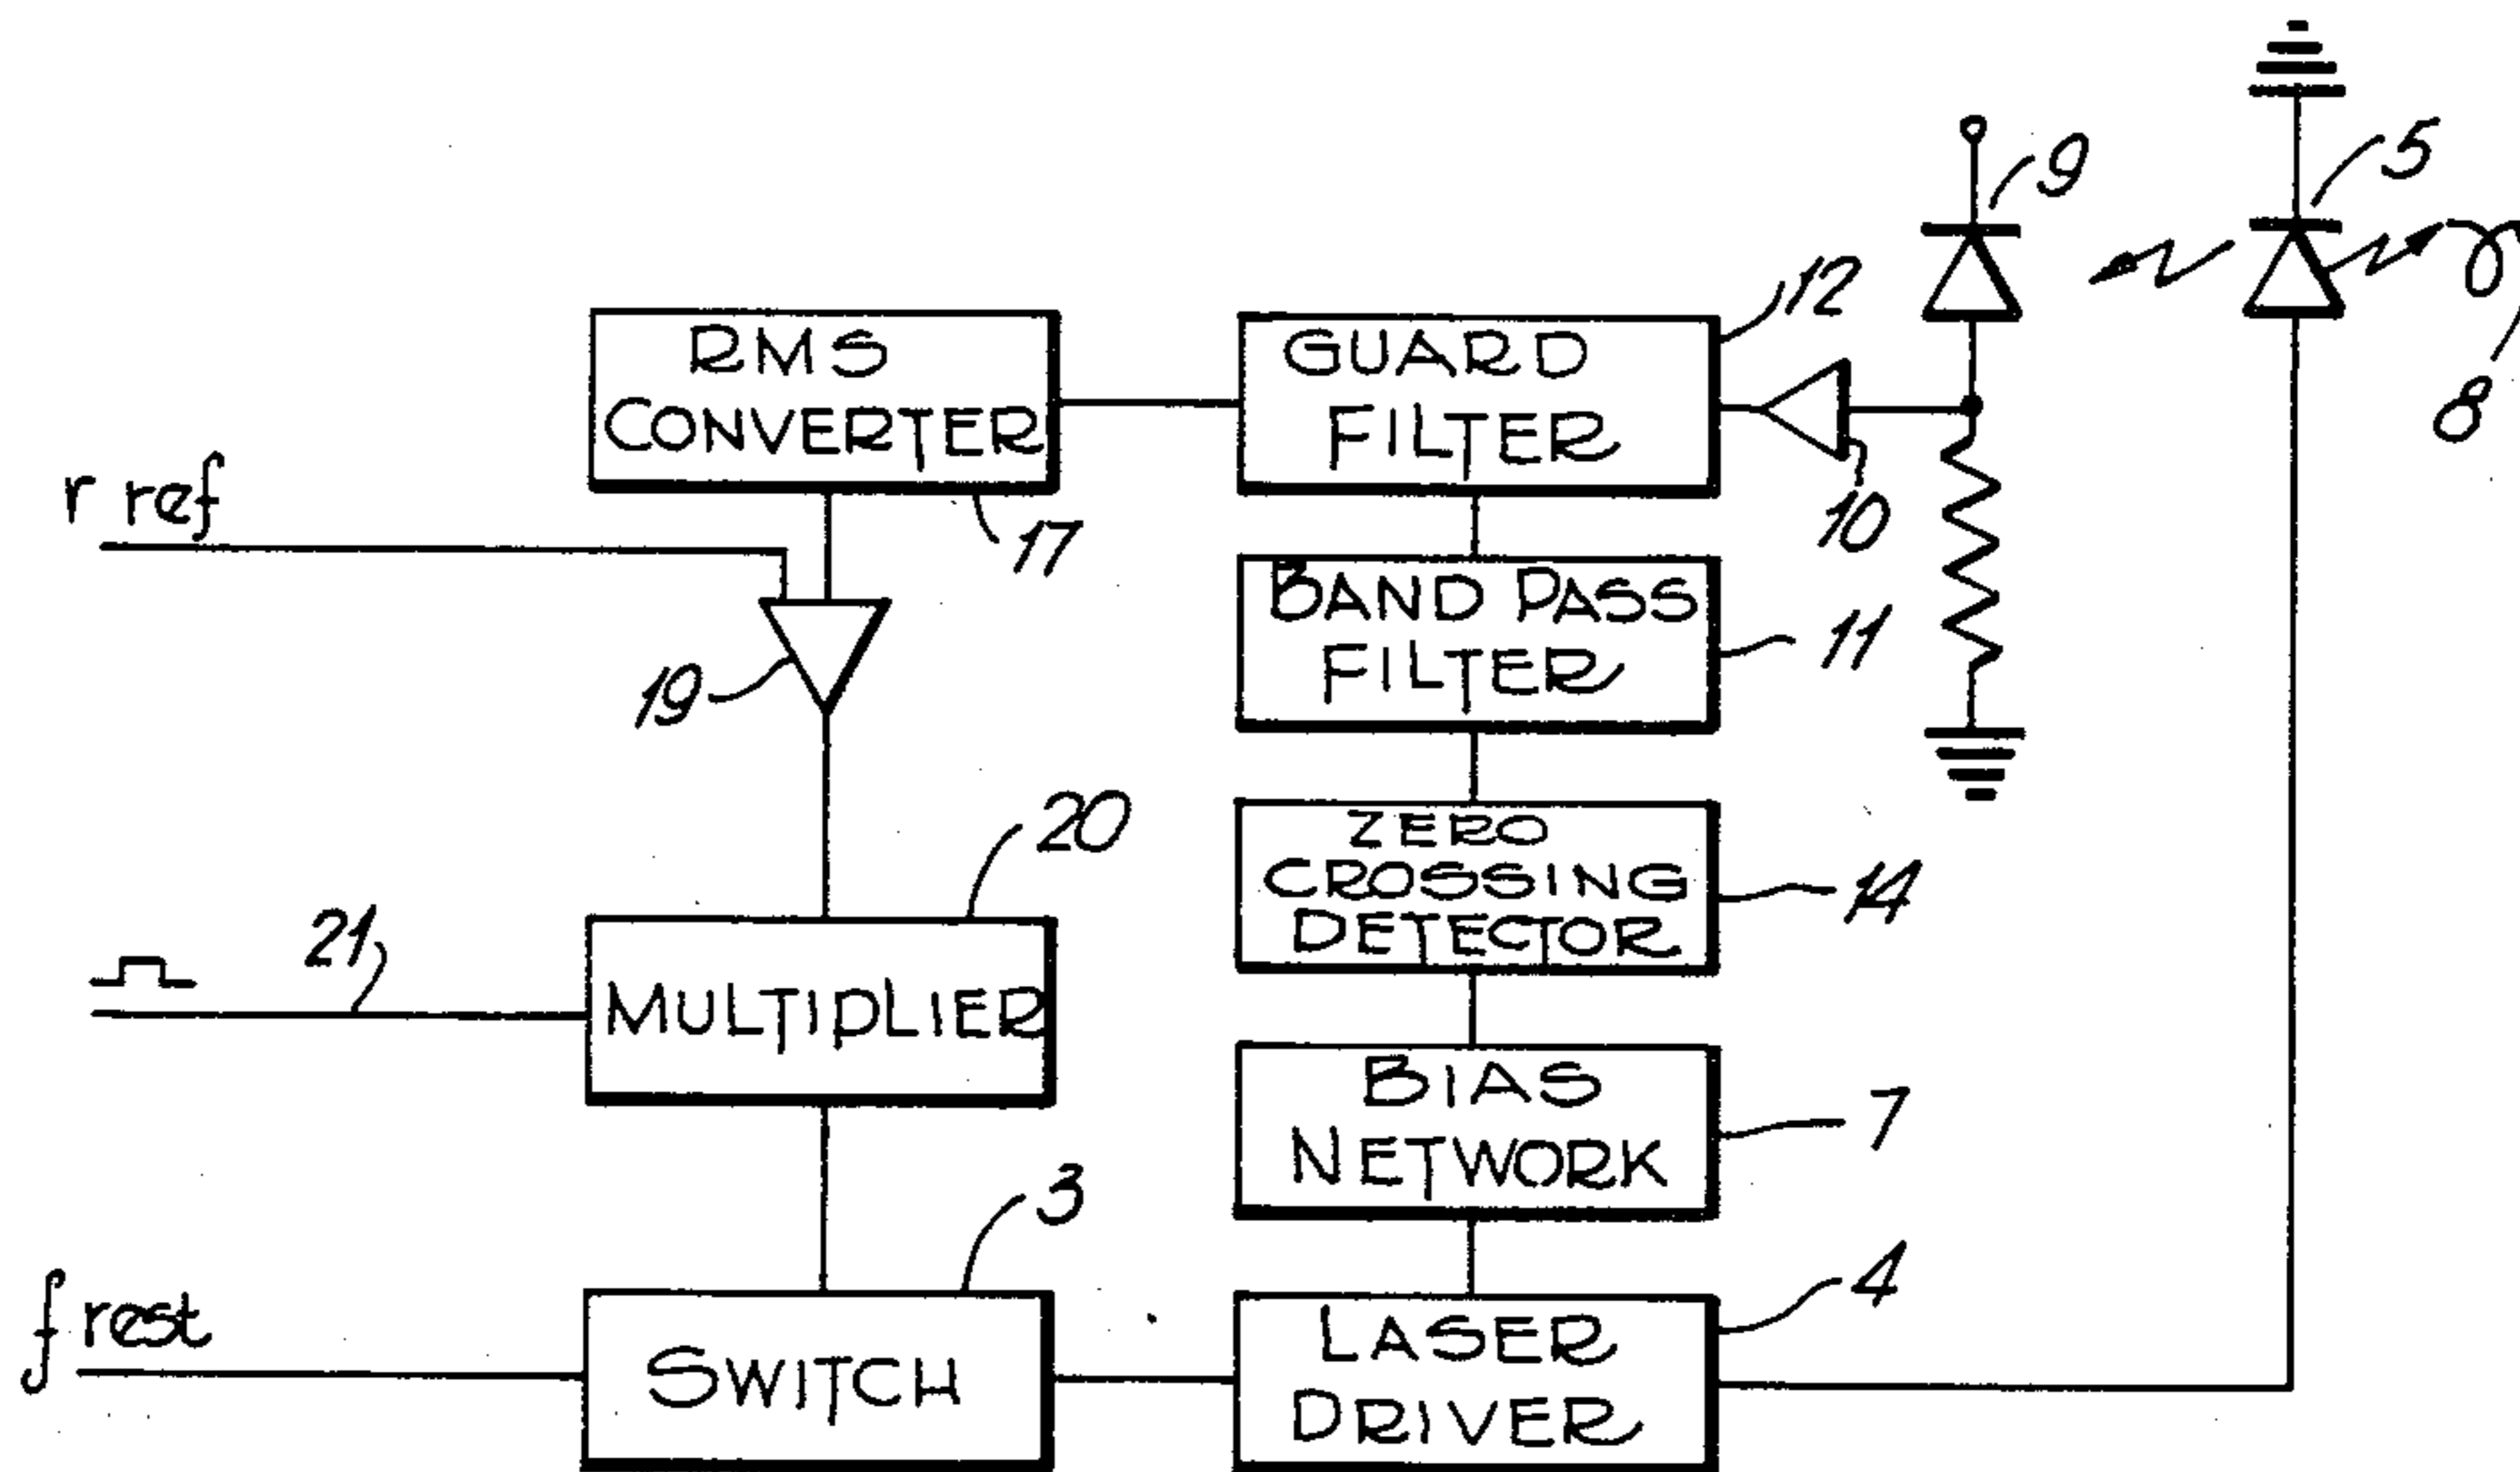 5
9
12
8
RMS
CONVERTER
GUARD
FILTER
r ref
17
10
BAND PASS
FILTER
11
19
20
ZERO
CROSSING
DETECTOR
14
21
MULTIPLIER
BIAS
NETWORK
7
3
4
f rest
SWITCH
LASER
DRIVER